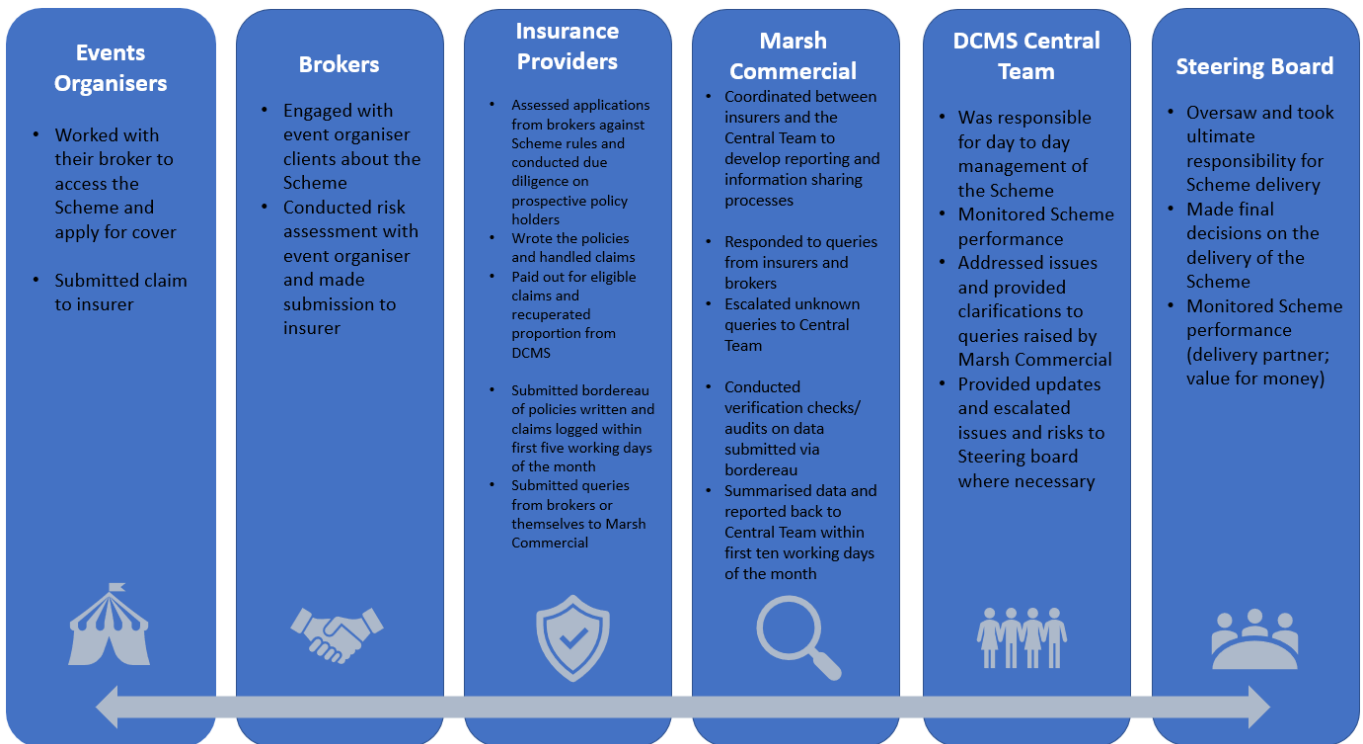 Events
Organisers
• Worked with
their broker to
access the
Scheme and
apply for cover
• Submitted claim
to insurer
Brokers
• Engaged with
event organiser
clients about the
Scheme
• Conducted risk
assessment with
event organiser
and made
submission to
insurer
Insurance
Providers
• Assessed applications
from brokers against
Scheme rules and
conducted due
diligence on
prospective policy
holders
• Wrote the policies
and handled claims
• Paid out for eligible
claims and
recuperated
proportion from
DCMS
• Submitted bordereau
of policies written and
claims logged within
first five working days
of the month
• Submitted queries
from brokers or
themselves to Marsh
Commercial
Marsh
Commercial
• Coordinated between
insurers and the
Central Team to
develop reporting and
information sharing
processes
• Responded to queries
from insurers and
brokers
• Escalated unknown
queries to Central
Team
• Conducted
verification checks/
audits on data
submitted via
bordereau
• Summarised data and
reported back to
Central Team within
first ten working days
of the month
DCMS Central
Team
• Was responsible
for day to day
management of
the Scheme
• Monitored Scheme
performance
• Addressed issues
and provided
clarifications to
queries raised by
Marsh Commercial
• Provided updates
and escalated
issues and risks to
Steering board
where necessary
Steering Board
• Oversaw and took
ultimate
responsibility for
Scheme delivery
• Made final
decisions on the
delivery of the
Scheme
• Monitored Scheme
performance
(delivery partner;
value for money)